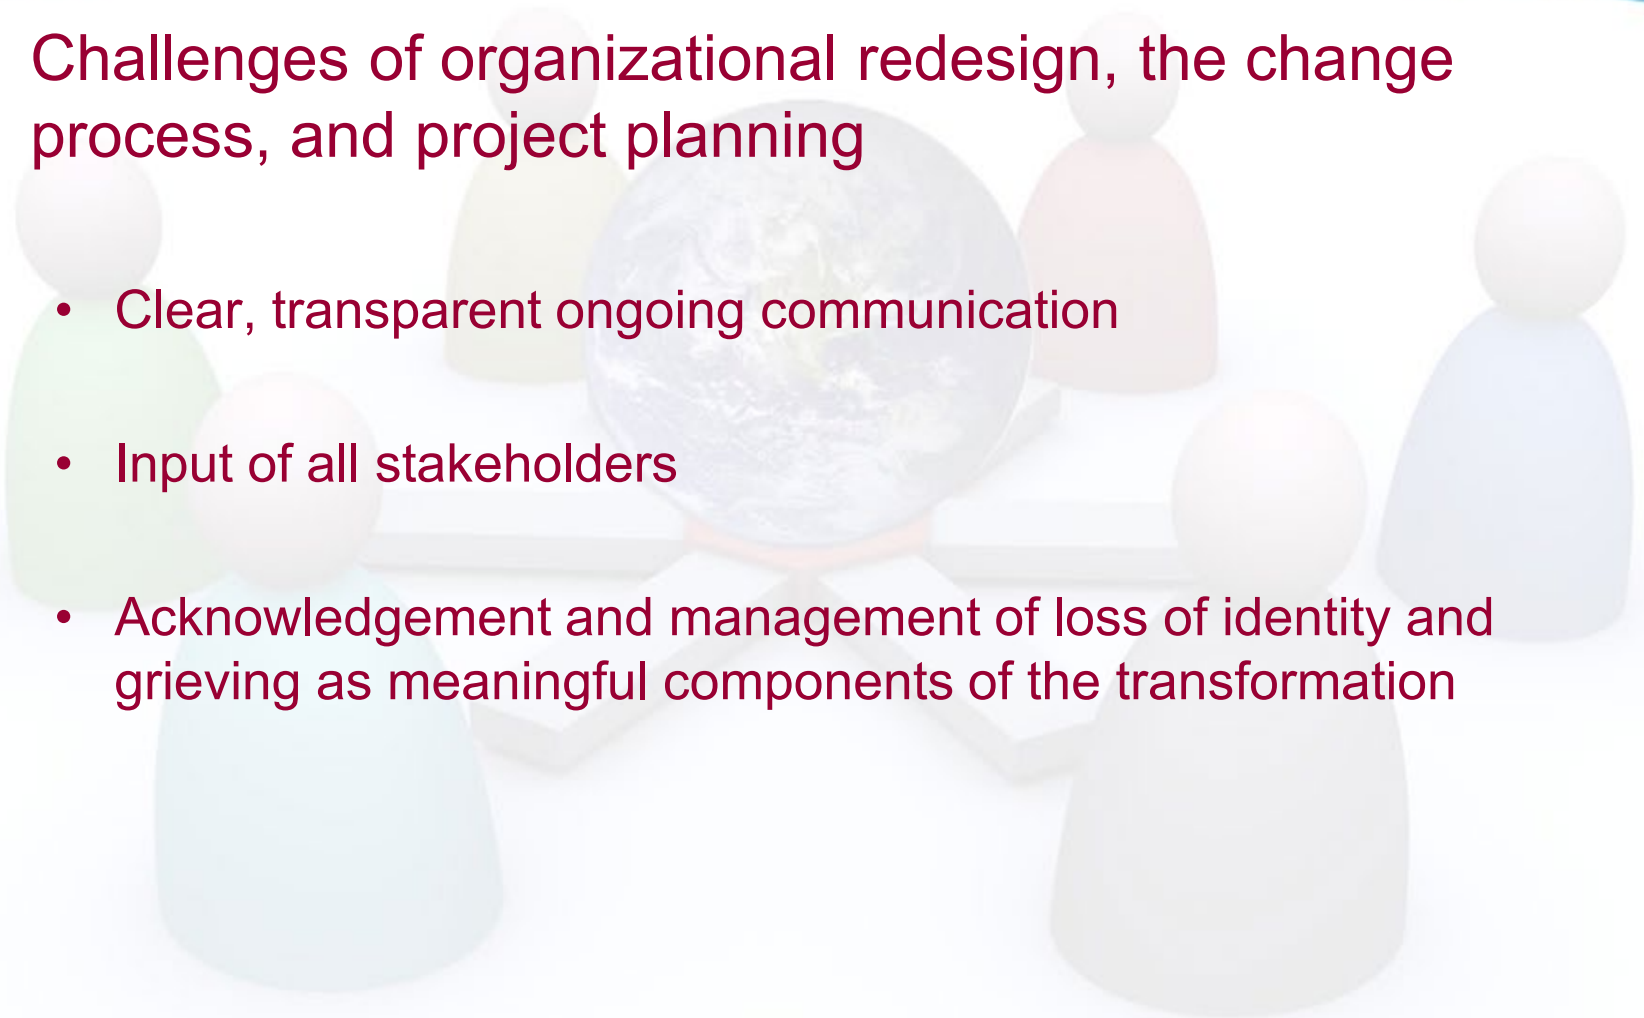 Challenges of organizational redesign, the change
process, and project planning
• Clear, transparent ongoing communication
• Input of all stakeholders
• Acknowledgement and management of loss of identity and
grieving as meaningful components of the transformation